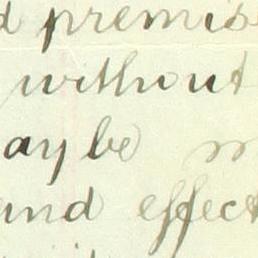 d premis
without
ay be m
and effect